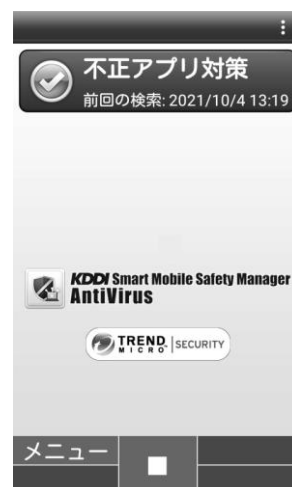 不正アプリ対策
前回の検索: 2021/10/4 13:19
KDDI Smart Mobile Safety Manager
AntiVirus
TREND MICRO | SECURITY
メニュー